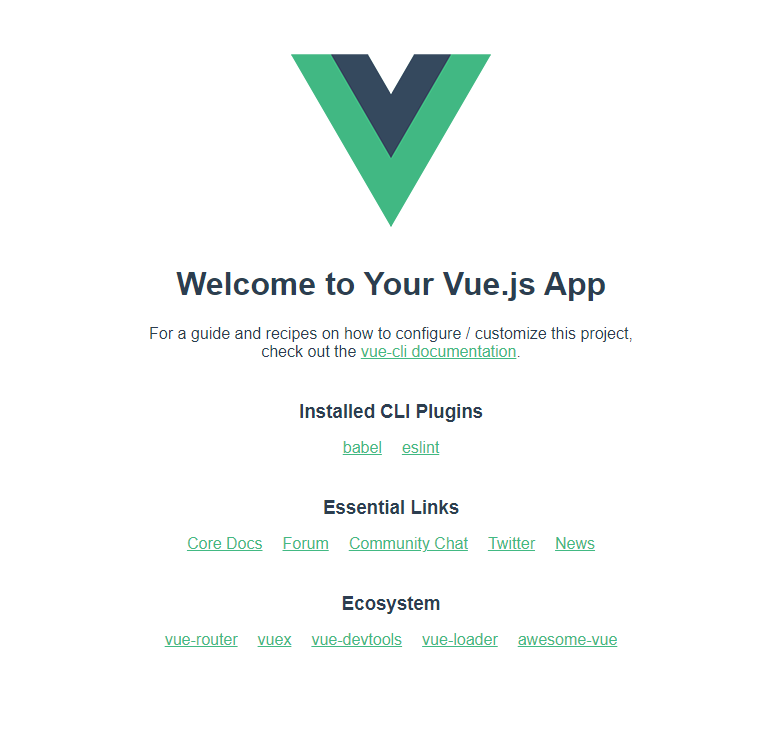 Welcome to Your Vue.js App
For a guide and recipes on how to configure / customize this project,
check out the vue-cli documentation.
Installed CLI Plugins
babel eslint
Essential Links
Core Docs Forum Community Chat Twitter News
Ecosystem
vue-router vuex vue-devtools vue-loader awesome-vue